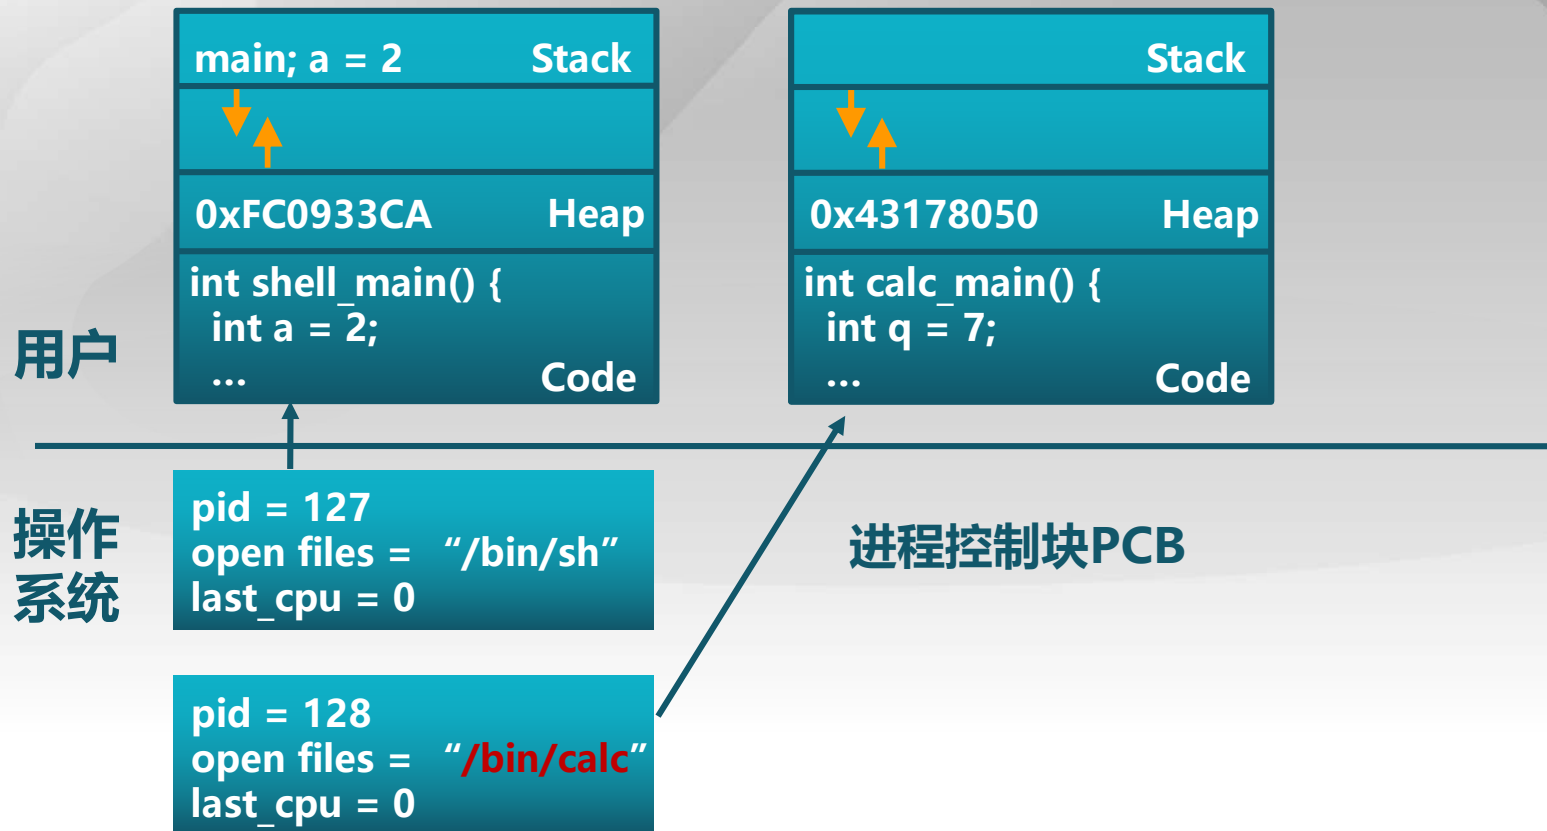 main; a = 2 Stack
0xFC0933CA Heap
int shell_main() {
int a = 2;
... Code
Stack
0x43178050 Heap
int calc_main() {
int q = 7;
... Code
用户
操作
系统
pid = 127
open files = “/bin/sh”
last_cpu = 0
进程控制块PCB
pid = 128
open files = “/bin/calc”
last_cpu = 0